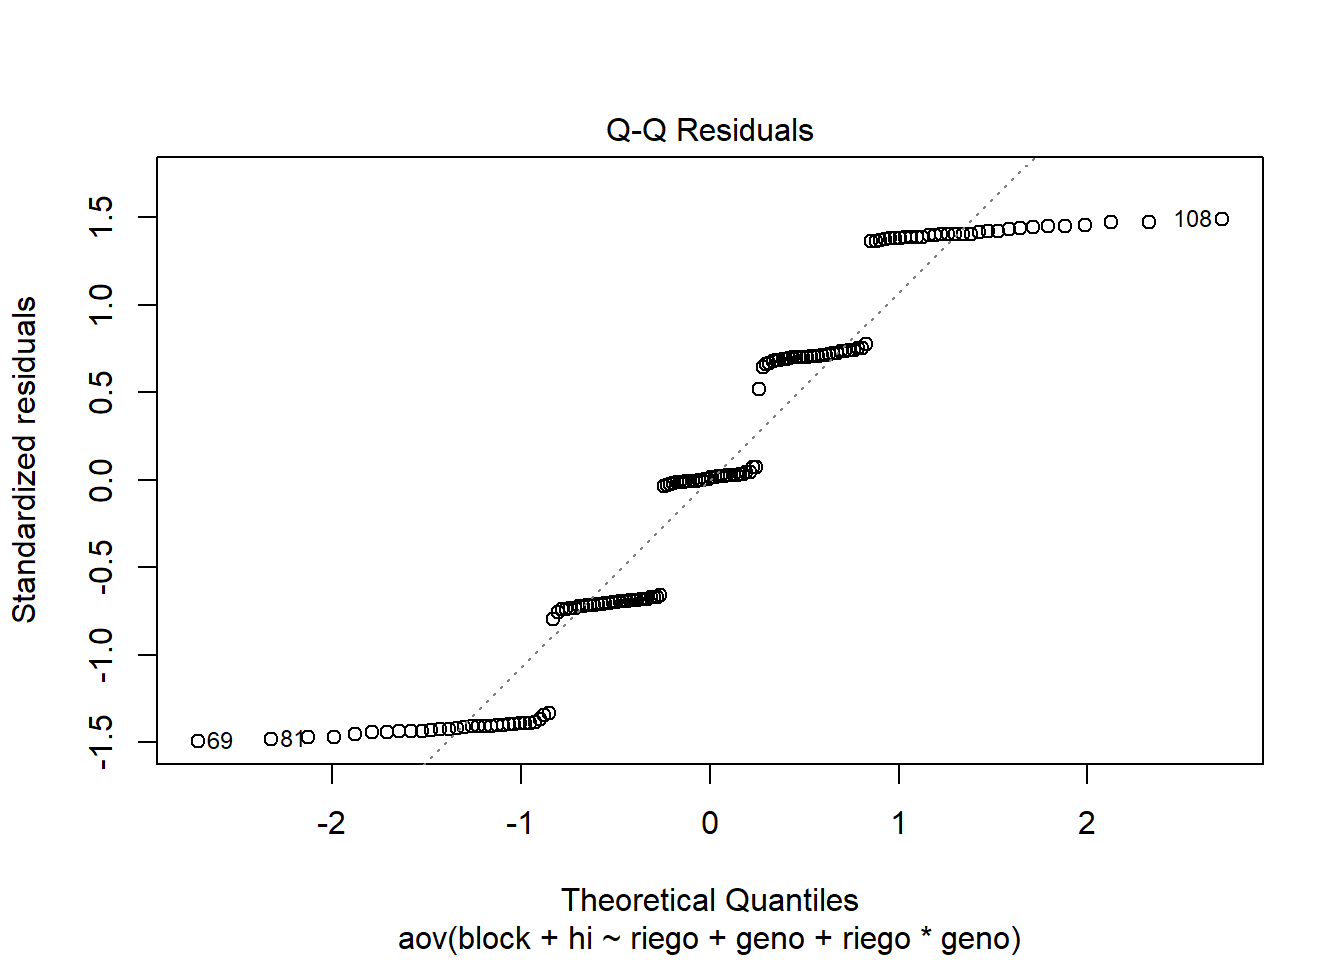 Q-Q Residuals
Standardized residuals
1.5
1.0
0.5
0.0
-0.5
-1.0
-1.5
108
69
81
-2 -1 0 1 2
Theoretical Quantiles
aov(block + hi ~ riego + geno + riego * geno)